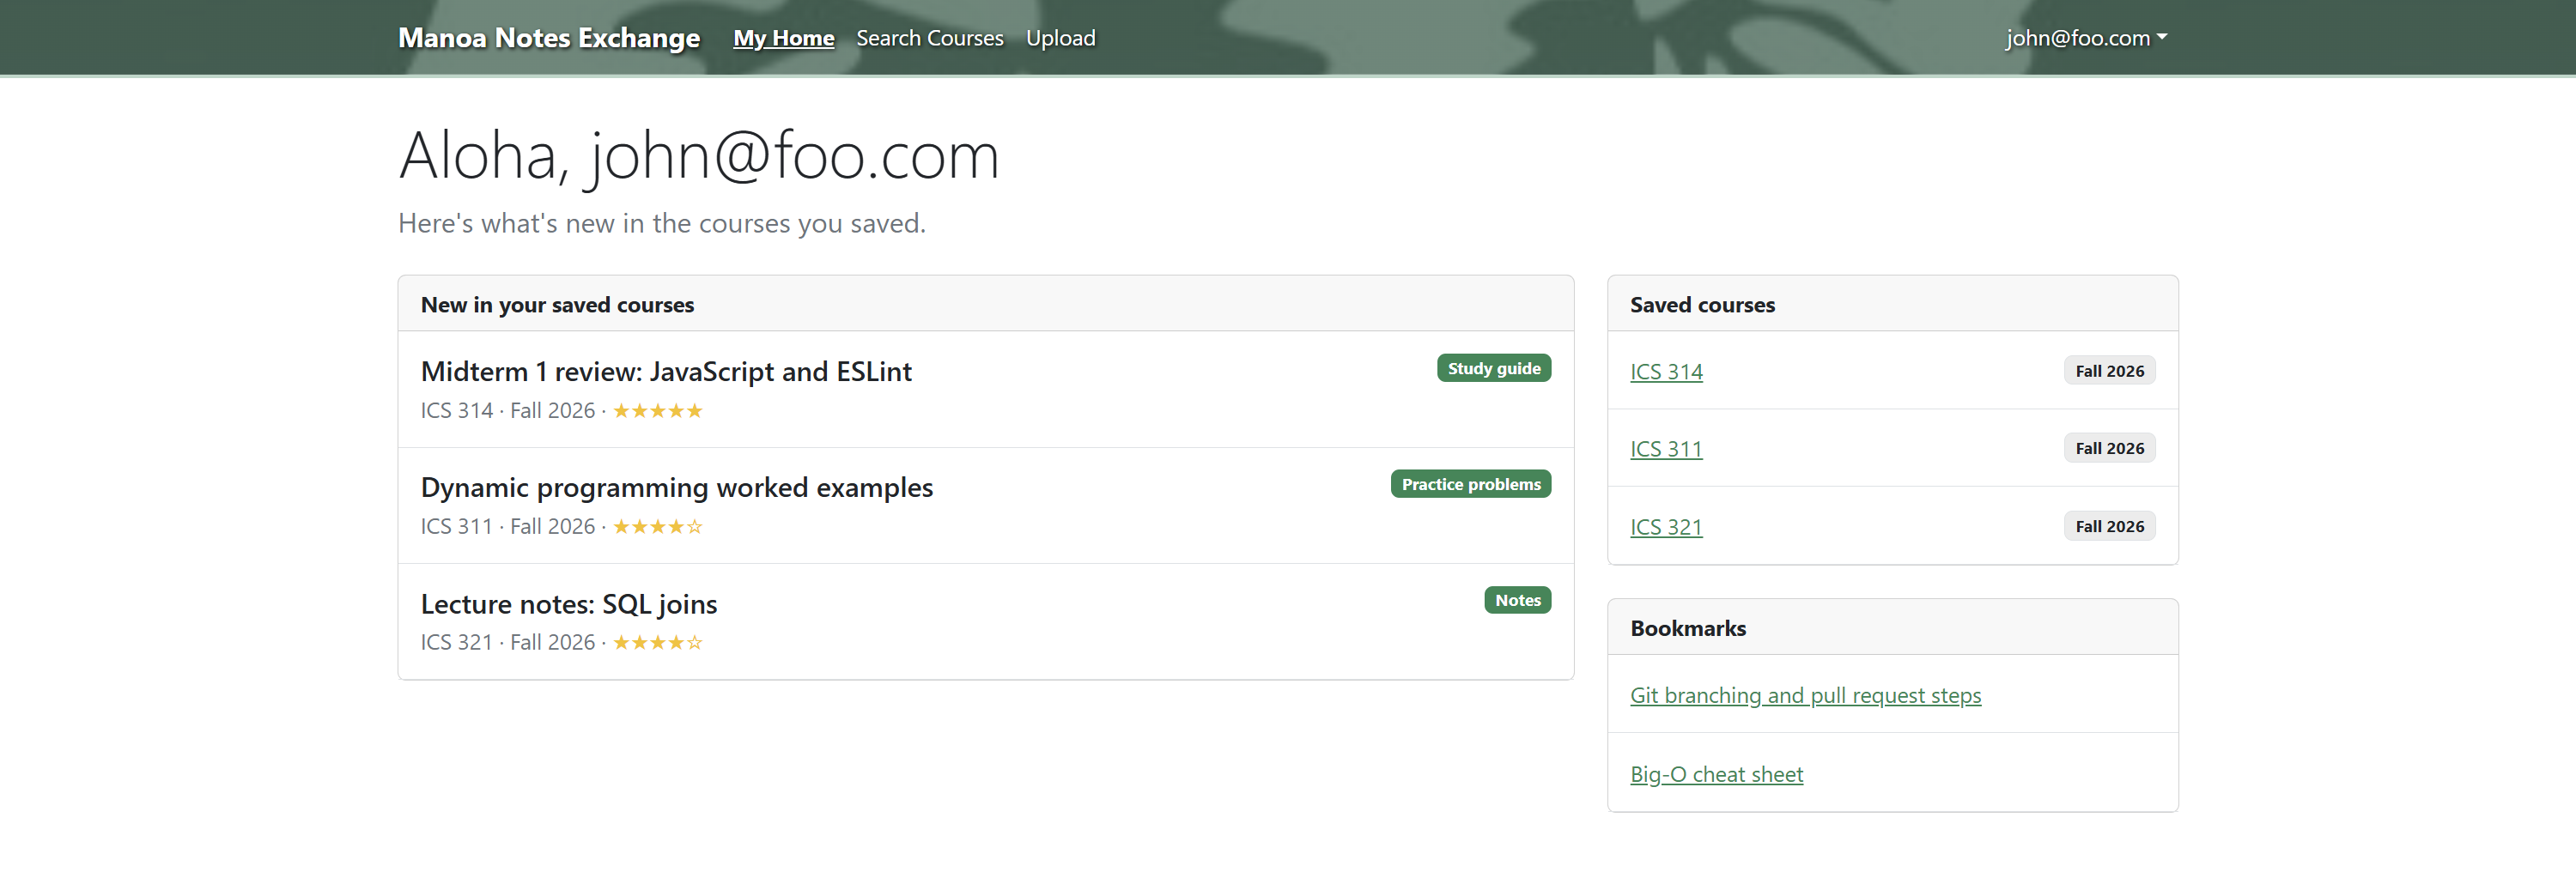 Manoa Notes Exchange My Home Search Courses Upload john@foo.com
Aloha, john@foo.com
Here's what's new in the courses you saved.
New in your saved courses
Midterm 1 review: JavaScript and ESLint Study guide
ICS 314 · Fall 2026 · ★★★★★
Dynamic programming worked examples Practice problems
ICS 311 · Fall 2026 · ★★★★☆
Lecture notes: SQL joins Notes
ICS 321 · Fall 2026 · ★★★★☆
Saved courses
ICS 314 Fall 2026
ICS 311 Fall 2026
ICS 321 Fall 2026
Bookmarks
Git branching and pull request steps
Big-O cheat sheet